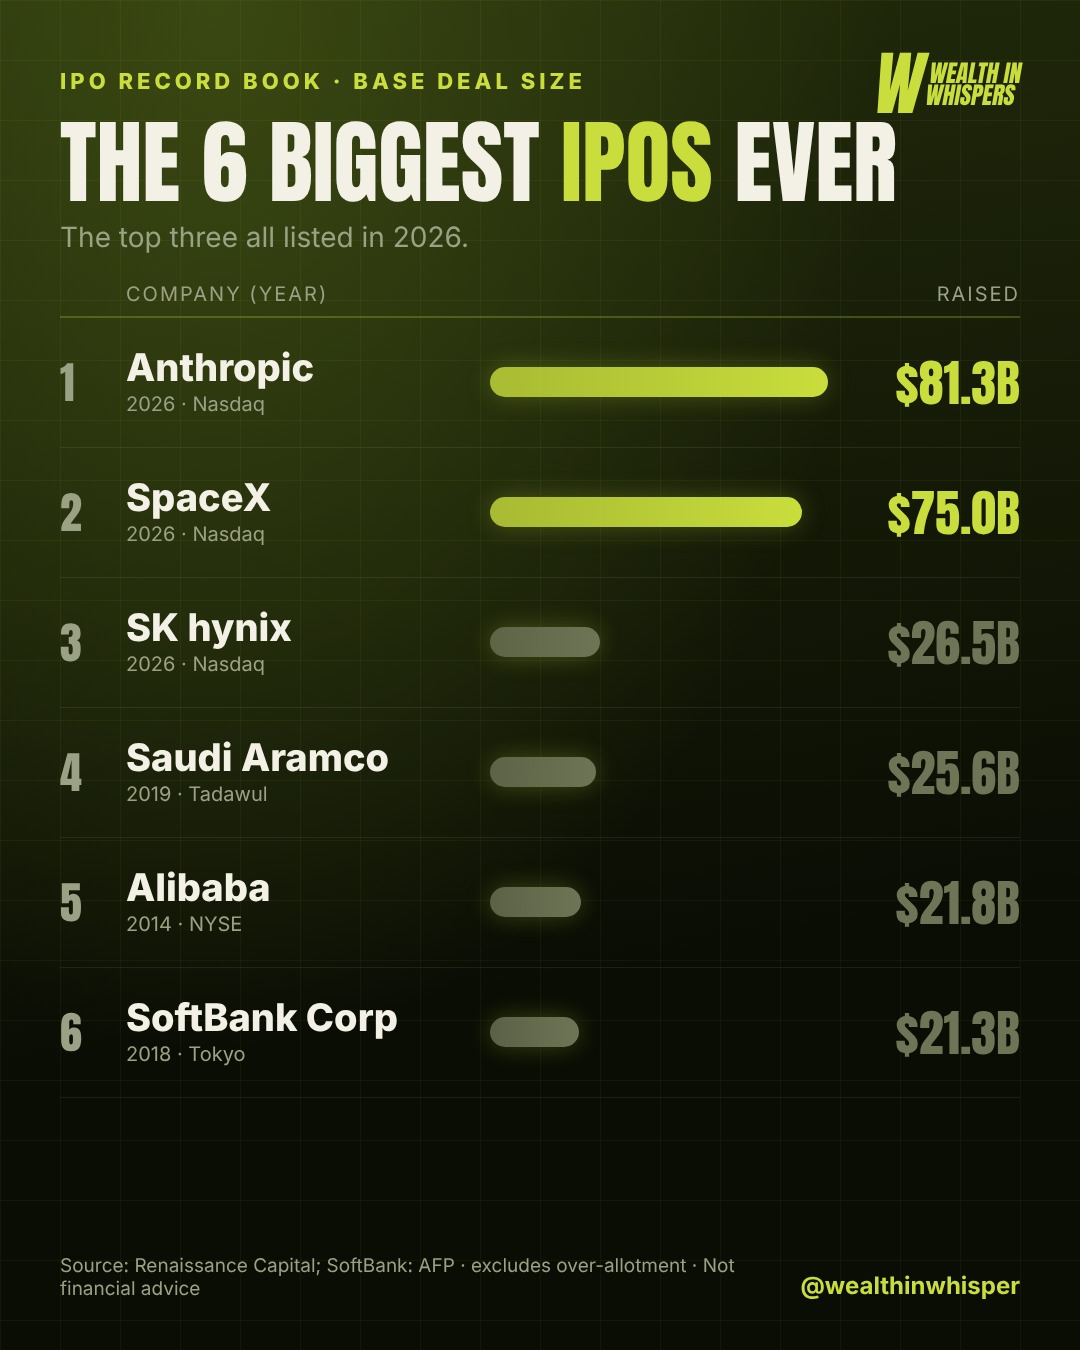 IPO RECORD BOOK · BASE DEAL SIZE
WEALTH IN
WHISPERS
THE 6 BIGGEST IPOS EVER
The top three all listed in 2026.
COMPANY (YEAR) RAISED
1 Anthropic $81.3B
2026 · Nasdaq
2 SpaceX $75.0B
2026 · Nasdaq
3 SK hynix $26.5B
2026 · Nasdaq
4 Saudi Aramco $25.6B
2019 · Tadawul
5 Alibaba $21.8B
2014 · NYSE
6 SoftBank Corp $21.3B
2018 · Tokyo
Source: Renaissance Capital; SoftBank: AFP · excludes over-allotment · Not
financial advice
@wealthinwhisper